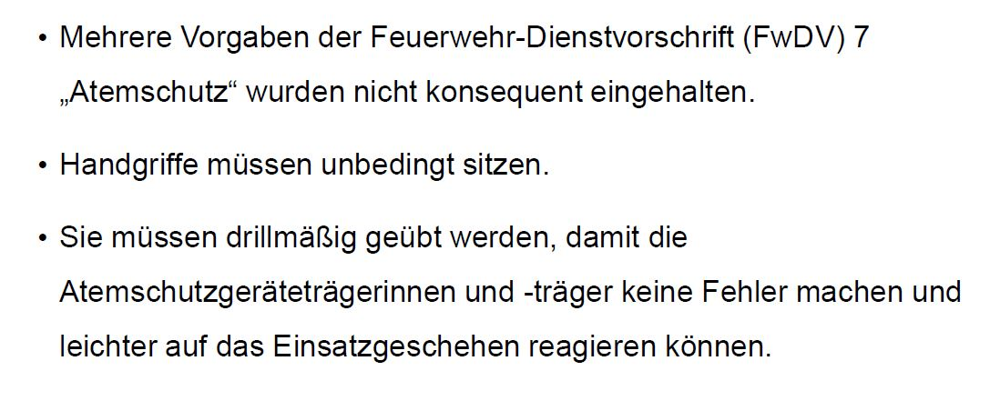 • Mehrere Vorgaben der Feuerwehr-Dienstvorschrift (FwDV) 7
„Atemschutz“ wurden nicht konsequent eingehalten.
• Handgriffe müssen unbedingt sitzen.
• Sie müssen drillmäßig geübt werden, damit die
Atemschutzgeräteträgerinnen und -träger keine Fehler machen und
leichter auf das Einsatzgeschehen reagieren können.